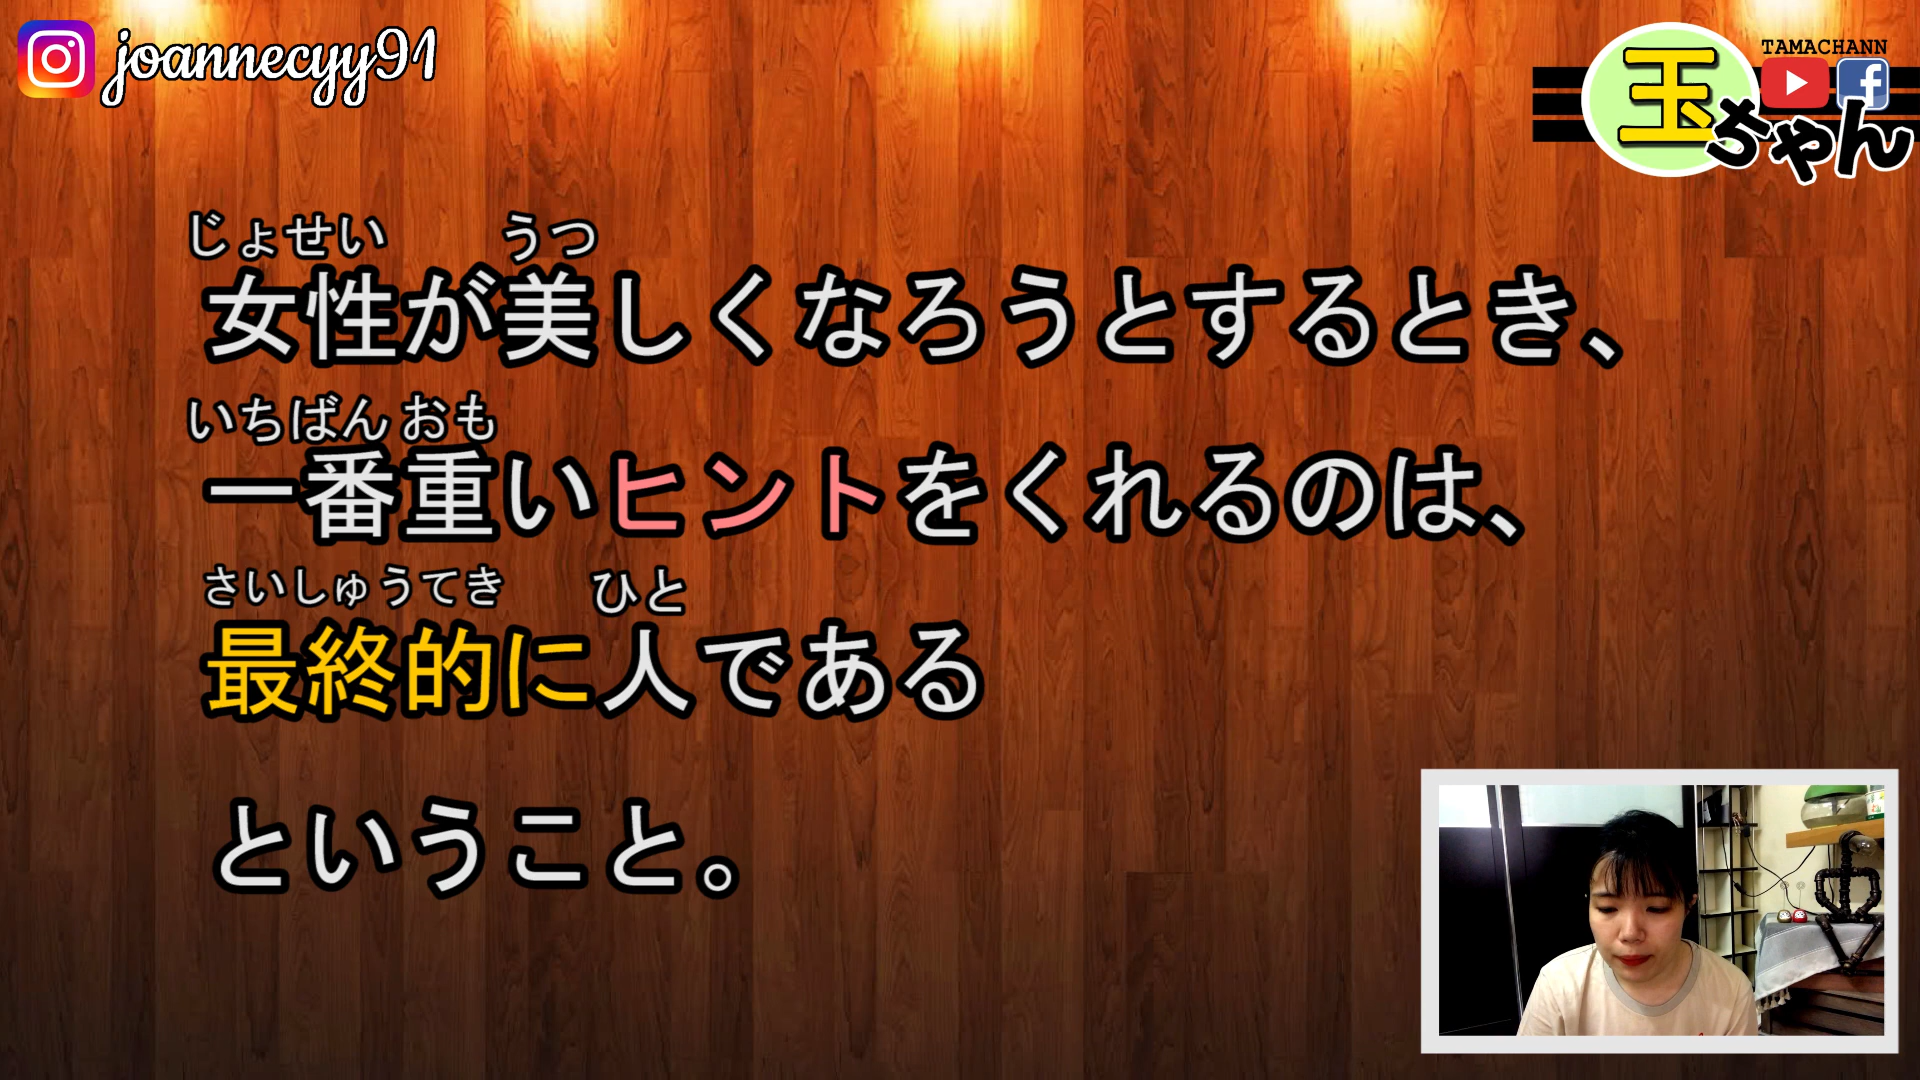 joannecyy91
TAMACHANN
玉ちゃん
じょせい うつ
女性が美しくなろうとするとき、
いちばん おも
一番重いヒントをくれるのは、
さいしゅうてき ひと
最終的に人である
ということ。